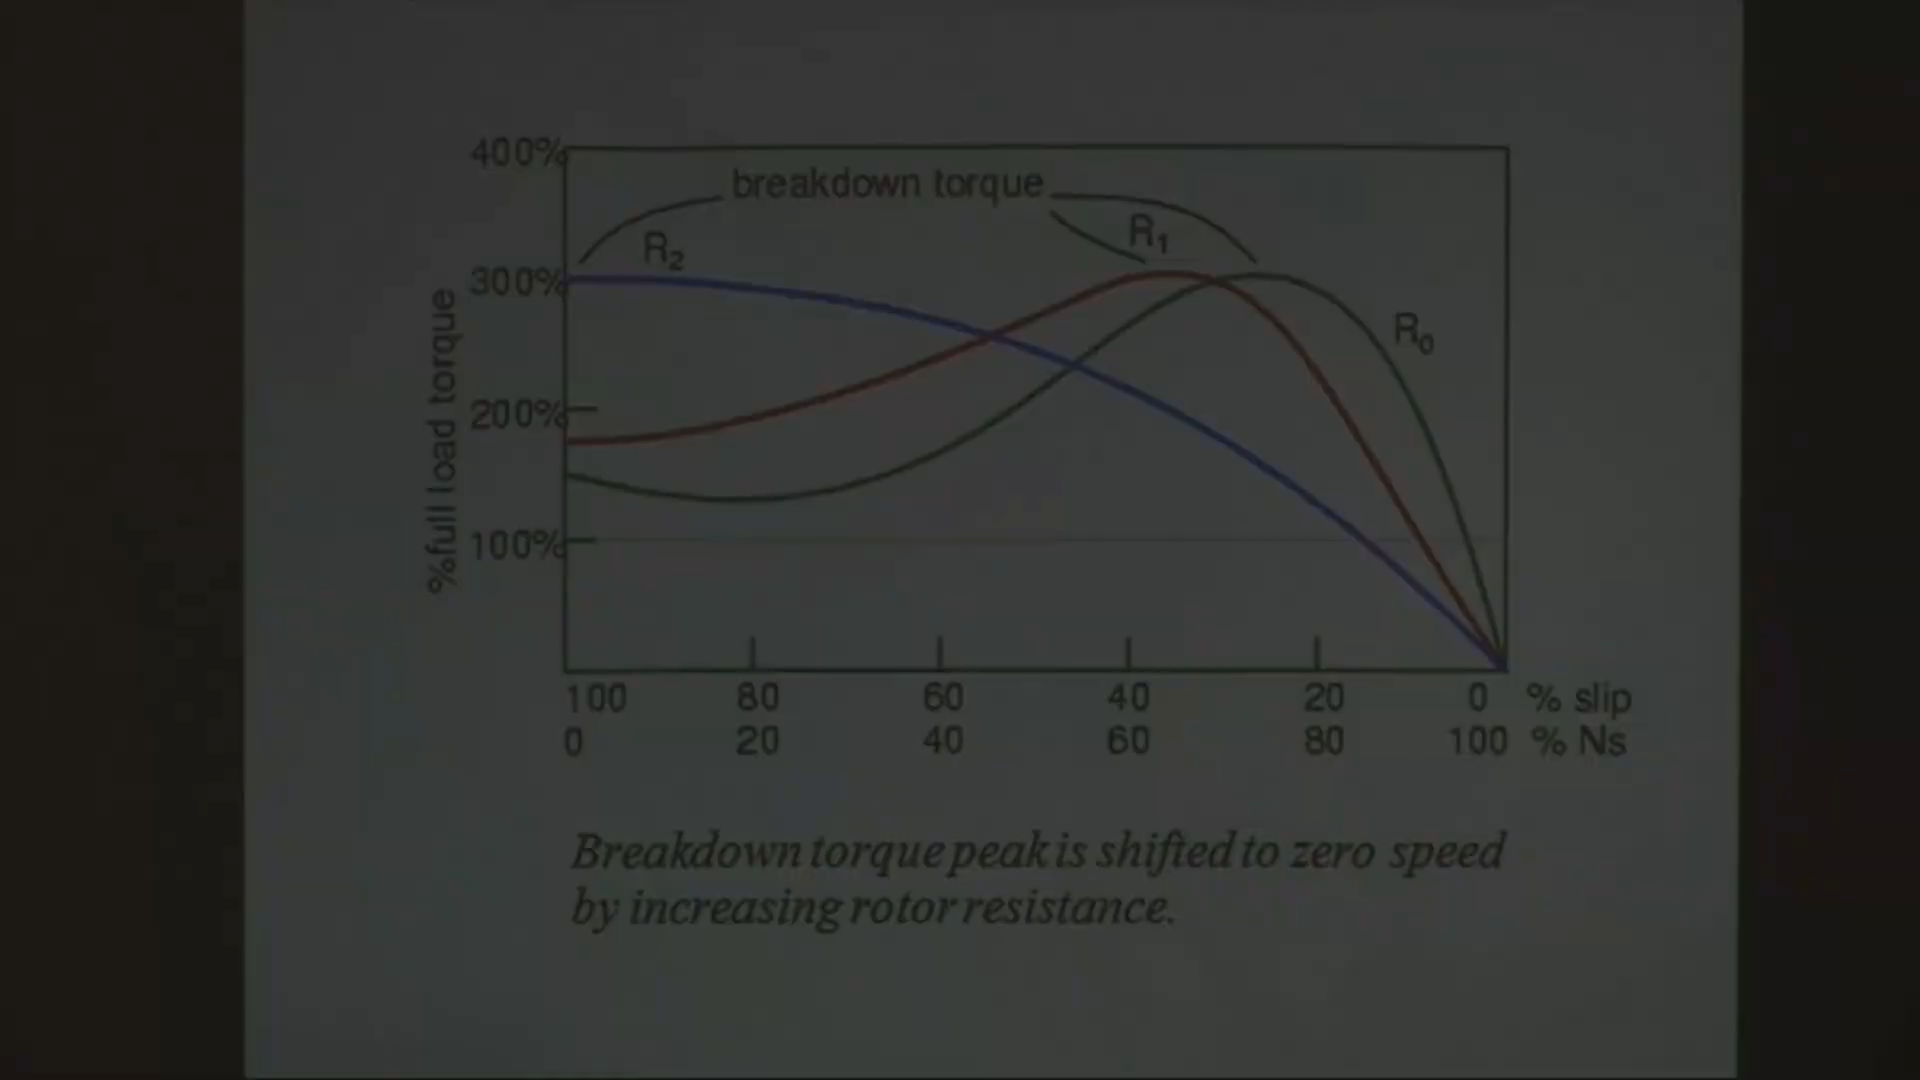 400%
breakdown torque
R₂
R₁
300%
R₀
%full load torque
200%
100%
100 80 60 40 20 0 % slip
0 20 40 60 80 100 % Ns
Breakdown torque peak is shifted to zero speed
by increasing rotor resistance.